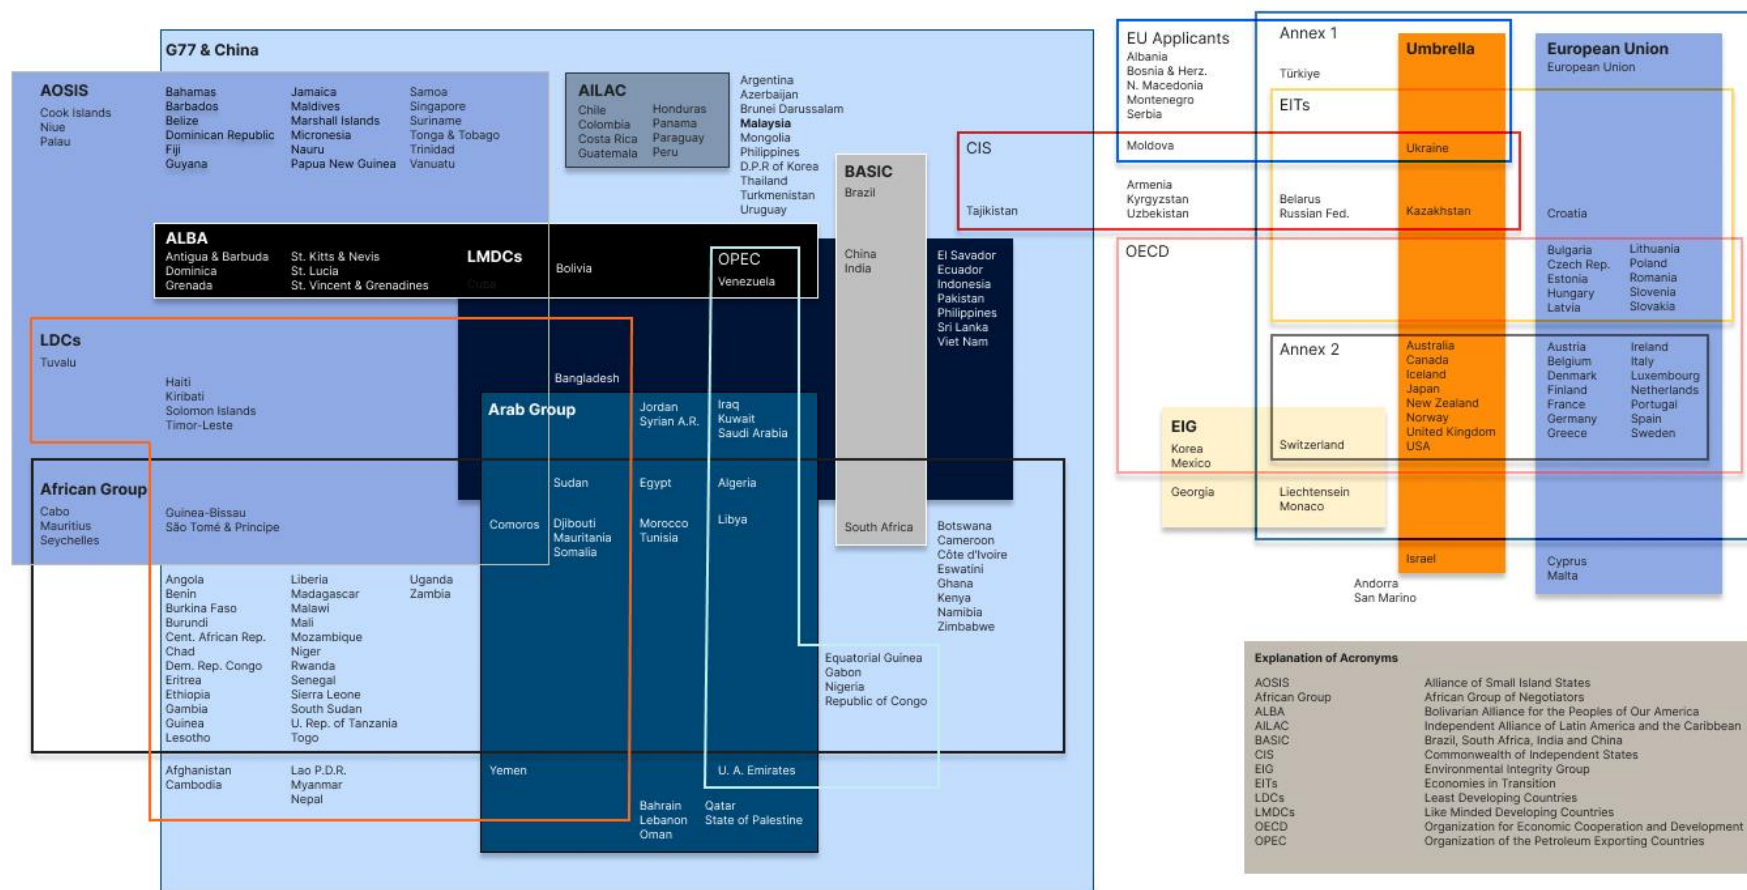 G77 & China
AOSIS
Cook Islands
Niue
Palau
Bahamas
Barbados
Belize
Dominican Republic
Fiji
Guyana
Jamaica
Maldives
Marshall Islands
Micronesia
Nauru
Papua New Guinea
Samoa
Singapore
Suriname
Tonga & Tobago
Trinidad
Vanuatu
AILAC
Chile
Colombia
Costa Rica
Guatemala
Honduras
Panama
Paraguay
Peru
Argentina
Azerbaijan
Brunei Darussalam
Malaysia
Mongolia
Philippines
D.P.R of Korea
Thailand
Turkmenistan
Uruguay
BASIC
Brazil
China
India
South Africa
ALBA
Antigua & Barbuda
Dominica
Grenada
St. Kitts & Nevis
St. Lucia
St. Vincent & Grenadines
LMDCs
Cuba
Bolivia
OPEC
Venezuela
El Savador
Ecuador
Indonesia
Pakistan
Philippines
Sri Lanka
Viet Nam
LDCs
Tuvalu
Haiti
Kiribati
Solomon Islands
Timor-Leste
Bangladesh
Arab Group
Jordan
Syrian A.R.
Iraq
Kuwait
Saudi Arabia
African Group
Cabo
Mauritius
Seychelles
Guinea-Bissau
São Tomé & Principe
Comoros
Sudan
Djibouti
Mauritania
Somalia
Egypt
Morocco
Tunisia
Algeria
Libya
Botswana
Cameroon
Côte d'Ivoire
Eswatini
Ghana
Kenya
Namibia
Zimbabwe
Angola
Benin
Burkina Faso
Burundi
Cent. African Rep.
Chad
Dem. Rep. Congo
Eritrea
Ethiopia
Gambia
Guinea
Lesotho
Liberia
Madagascar
Malawi
Mali
Mozambique
Niger
Rwanda
Senegal
Sierra Leone
South Sudan
U. Rep. of Tanzania
Togo
Uganda
Zambia
Equatorial Guinea
Gabon
Nigeria
Republic of Congo
Afghanistan
Cambodia
Lao P.D.R.
Myanmar
Nepal
Yemen
U. A. Emirates
Bahrain
Lebanon
Oman
Qatar
State of Palestine
EU Applicants
Albania
Bosnia & Herz.
N. Macedonia
Montenegro
Serbia
Moldova
Annex 1
Türkiye
Umbrella
European Union
European Union
EITs
CIS
Tajikistan
Armenia
Kyrgyzstan
Uzbekistan
Belarus
Russian Fed.
Ukraine
Kazakhstan
Croatia
OECD
Bulgaria
Czech Rep.
Estonia
Hungary
Latvia
Lithuania
Poland
Romania
Slovenia
Slovakia
Annex 2
Switzerland
Australia
Canada
Iceland
Japan
New Zealand
Norway
United Kingdom
USA
Austria
Belgium
Denmark
Finland
France
Germany
Greece
Ireland
Italy
Luxembourg
Netherlands
Portugal
Spain
Sweden
EIG
Korea
Mexico
Georgia
Liechtensein
Monaco
Israel
Andorra
San Marino
Cyprus
Malta
Explanation of Acronyms
AOSIS Alliance of Small Island States
African Group African Group of Negotiators
ALBA Bolivarian Alliance for the Peoples of Our America
AILAC Independent Alliance of Latin America and the Caribbean
BASIC Brazil, South Africa, India and China
CIS Commonwealth of Independent States
EIG Environmental Integrity Group
EITs Economies in Transition
LDCs Least Developing Countries
LMDCs Like Minded Developing Countries
OECD Organization for Economic Cooperation and Development
OPEC Organization of the Petroleum Exporting Countries